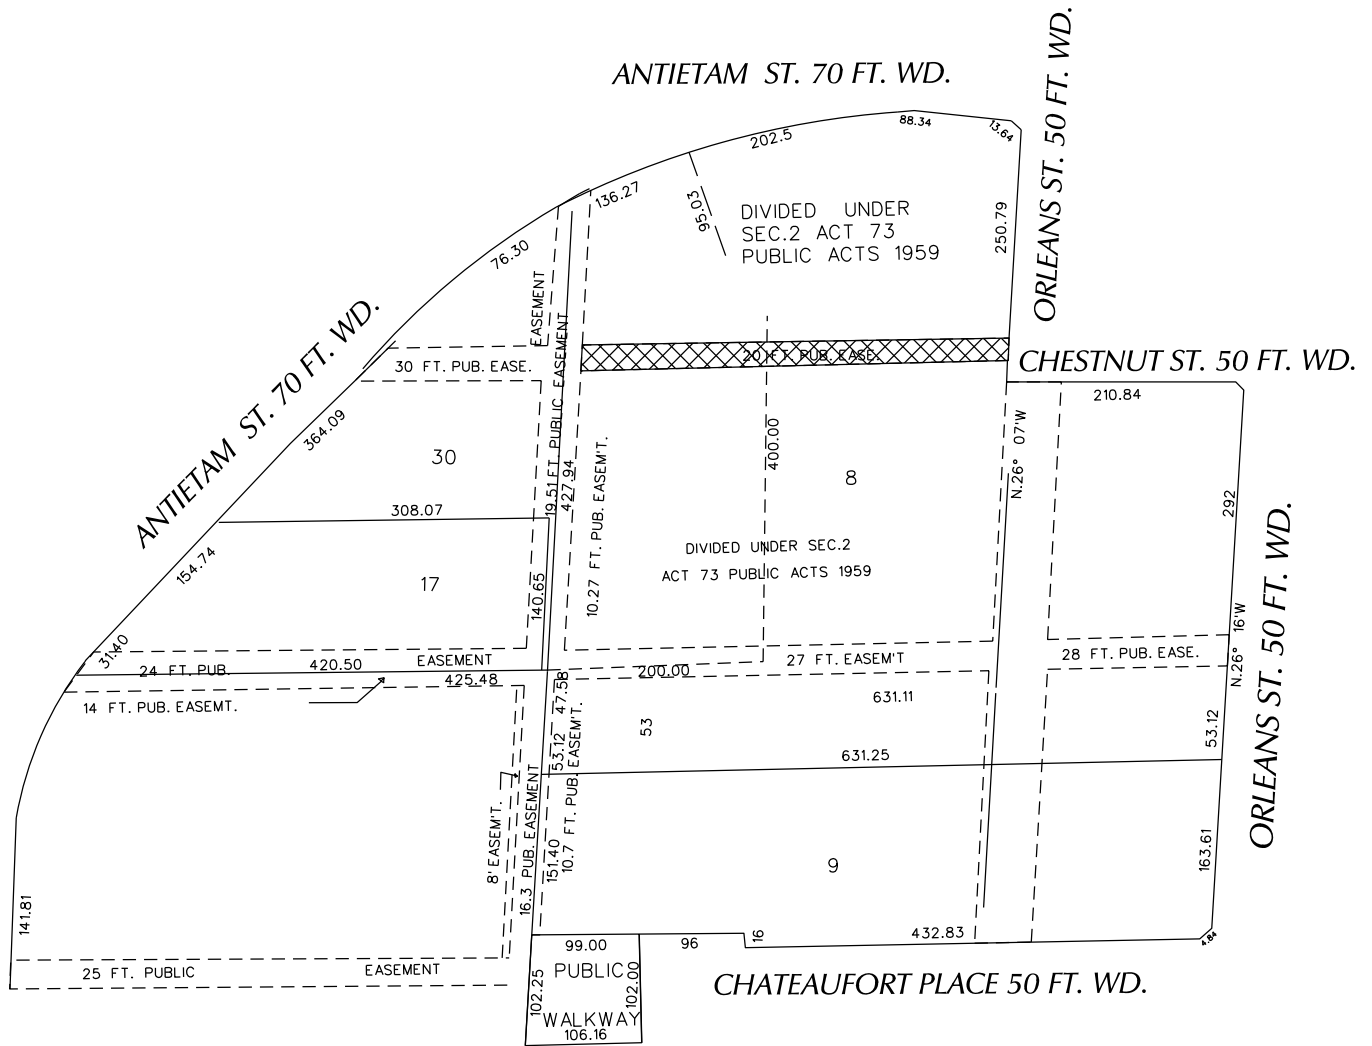 ANTIETAM ST. 70 FT. WD.
ORLEANS ST. 50 FT. WD.
88.34
13.64
202.5
136.27
95.03
DIVIDED UNDER
SEC.2 ACT 73
PUBLIC ACTS 1959
250.79
76.30
EASEMENT
ANTIETAM ST. 70 FT. WD.
30 FT. PUB. EASE.
20 FT. PUB. EASE.
CHESTNUT ST. 50 FT. WD.
210.84
364.09
30
19.51 FT. PUBLIC EASEMENT
427.94
10.27 FT. PUB. EASEM'T.
400.00
8
N.26° 07'W
292
308.07
DIVIDED UNDER SEC.2
ACT 73 PUBLIC ACTS 1959
154.74
17
140.65
31.40
24 FT. PUB.
420.50
EASEMENT
425.48
200.00
27 FT. EASEM'T
28 FT. PUB. EASE.
N.26° 16'W
ORLEANS ST. 50 FT. WD.
14 FT. PUB. EASEMT.
47.58
53.12
53
631.11
631.25
53.12
8' EASEM'T.
16.3 PUB. EASEMENT
151.40
10.7 FT. PUB. EASEM'T.
9
163.61
141.81
25 FT. PUBLIC
EASEMENT
99.00
96
16
432.83
4.84
PUBLIC
WALKWAY
102.25
102.00
106.16
CHATEAUFORT PLACE 50 FT. WD.